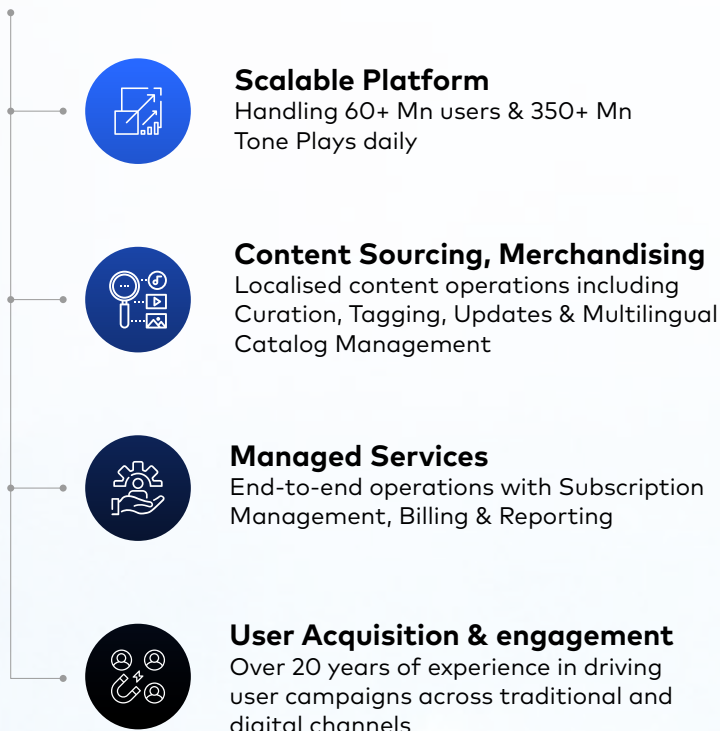 Scalable Platform
Handling 60+ Mn users & 350+ Mn
Tone Plays daily
Content Sourcing, Merchandising
Localised content operations including
Curation, Tagging, Updates & Multilingual
Catalog Management
Managed Services
End-to-end operations with Subscription
Management, Billing & Reporting
User Acquisition & engagement
Over 20 years of experience in driving
user campaigns across traditional and
digital channels